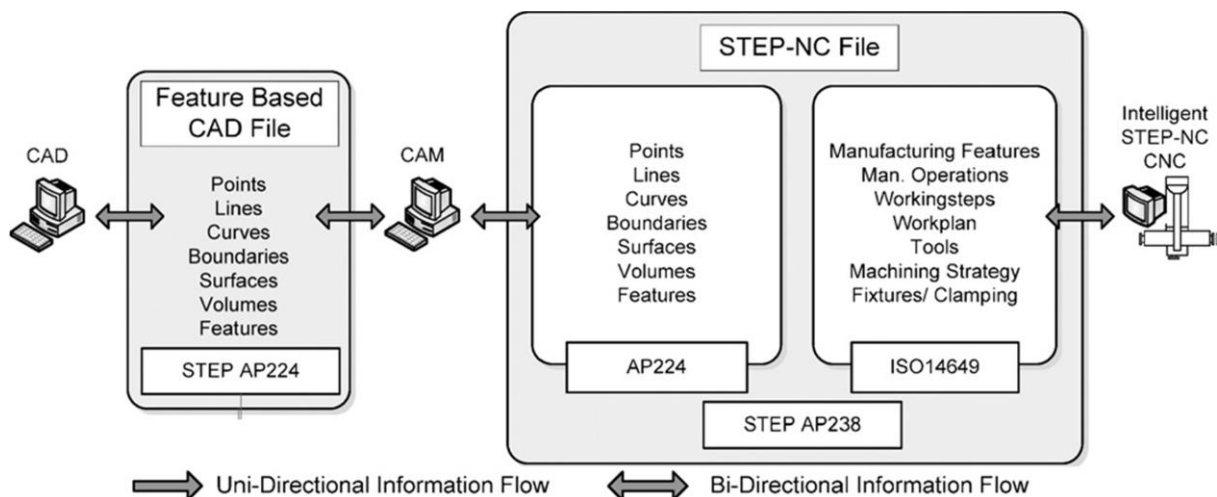 CAD
Feature Based
CAD File
Points
Lines
Curves
Boundaries
Surfaces
Volumes
Features
STEP AP224
CAM
STEP-NC File
Points
Lines
Curves
Boundaries
Surfaces
Volumes
Features
AP224
Manufacturing Features
Man. Operations
Workingsteps
Workplan
Tools
Machining Strategy
Fixtures/ Clamping
ISO14649
STEP AP238
Intelligent
STEP-NC
CNC
Uni-Directional Information Flow
Bi-Directional Information Flow